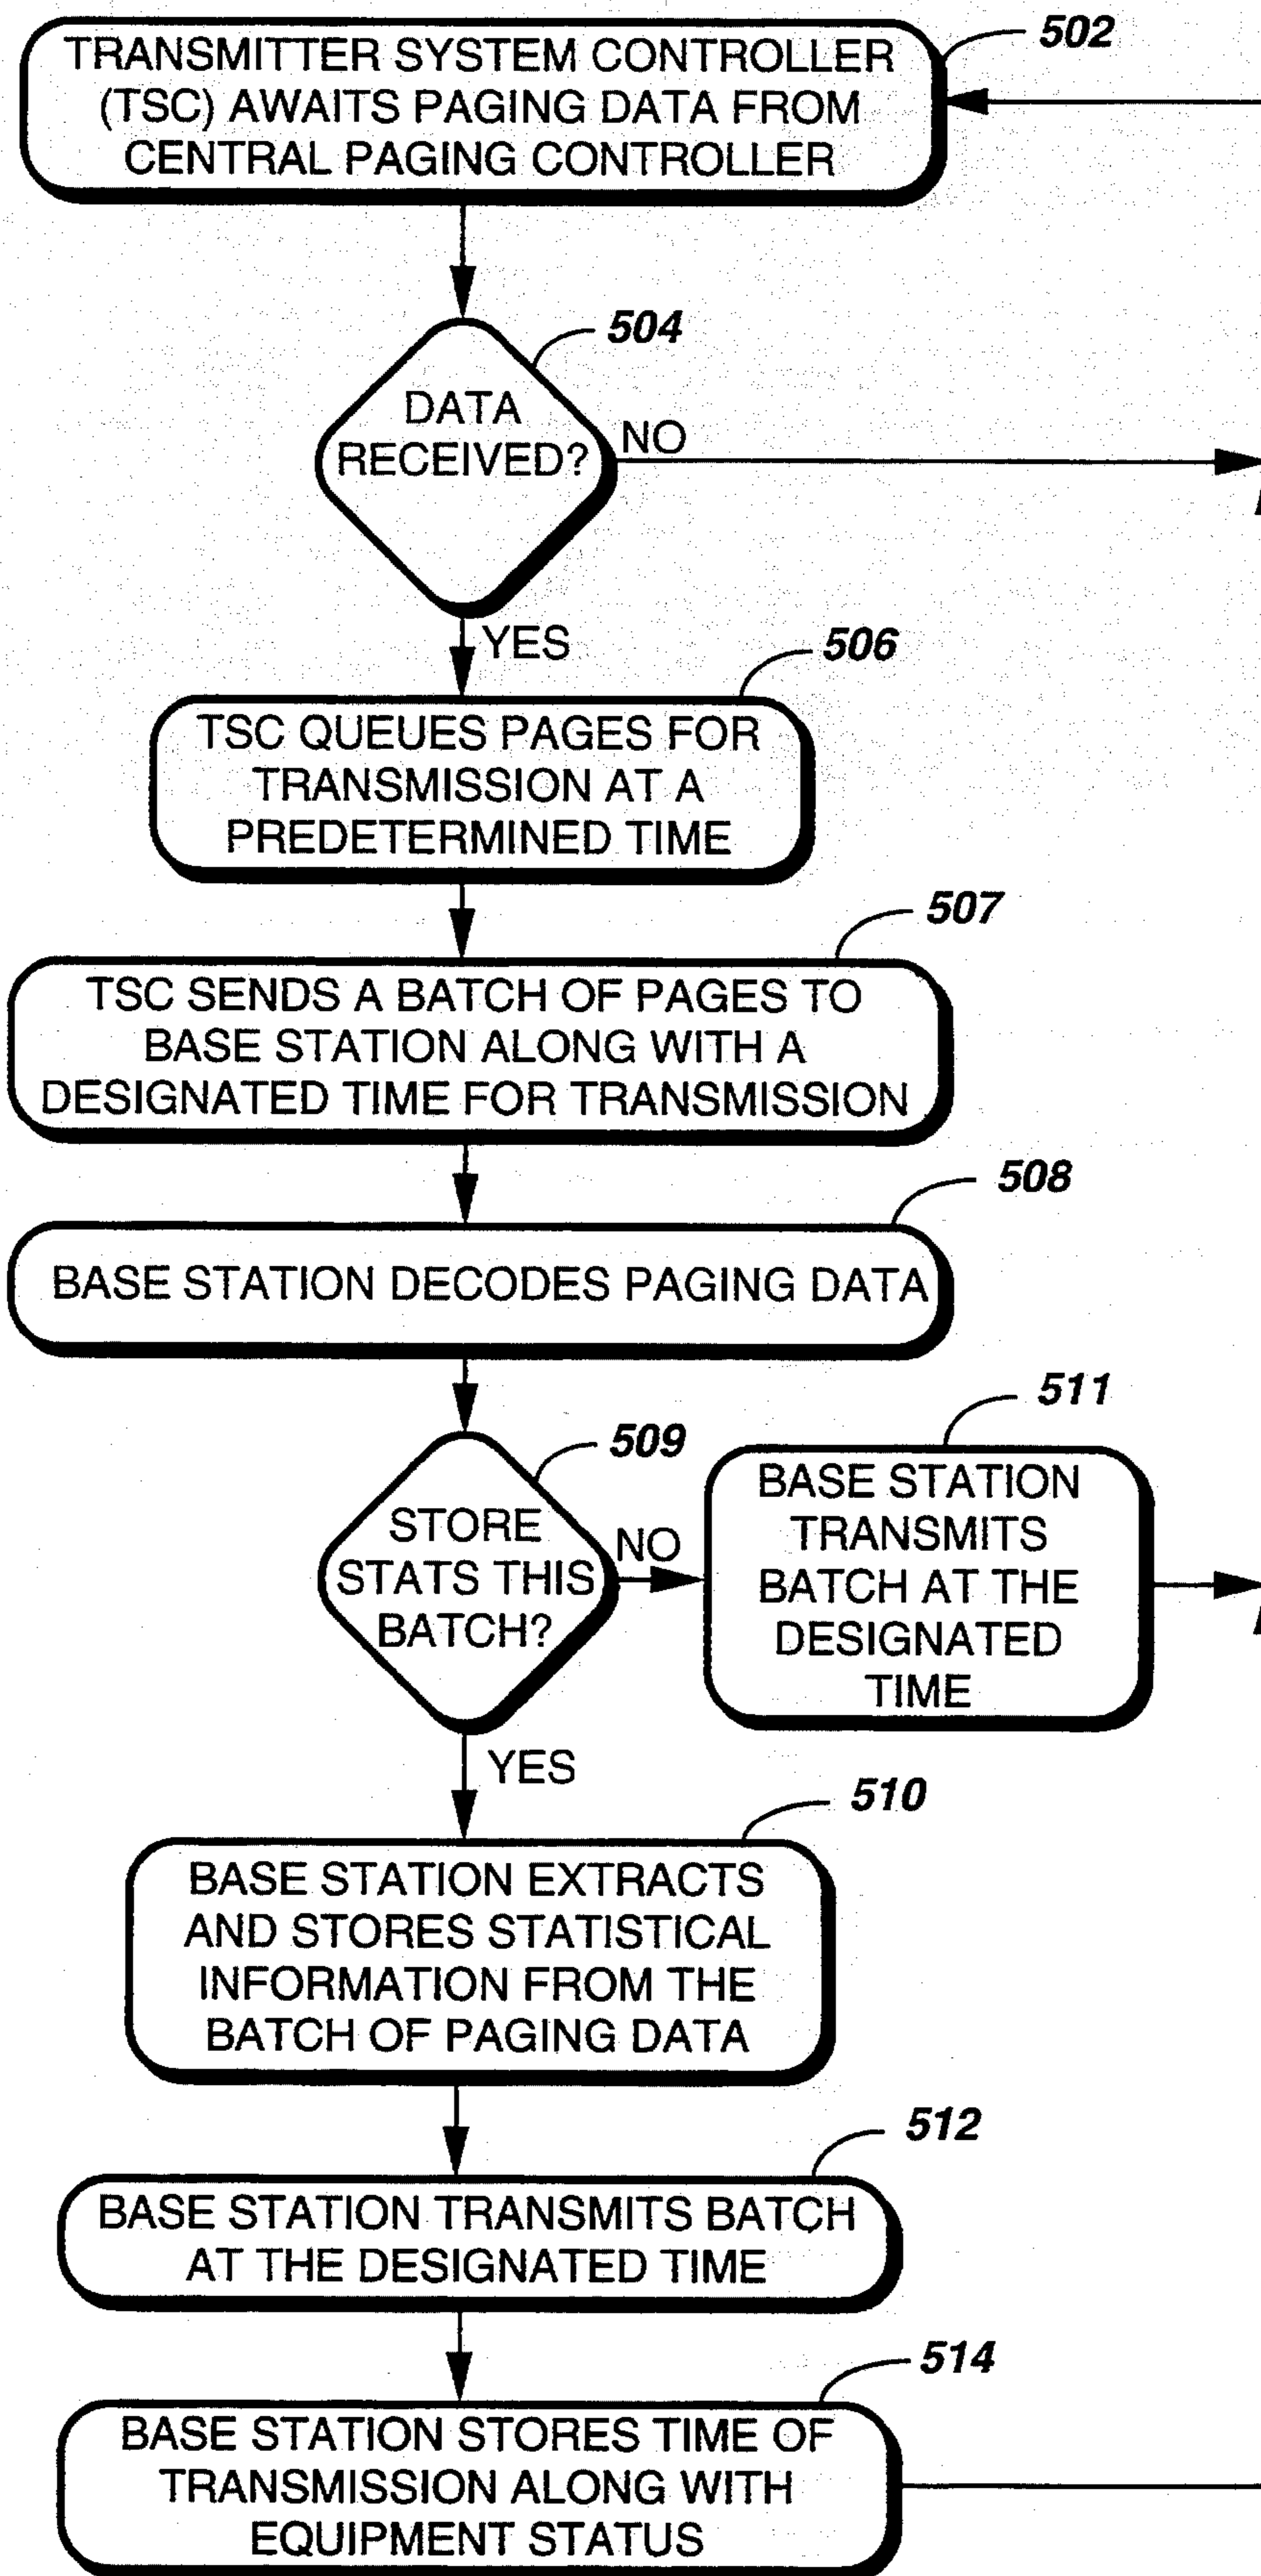 502
TRANSMITTER SYSTEM CONTROLLER
(TSC) AWAITS PAGING DATA FROM
CENTRAL PAGING CONTROLLER
504
DATA
RECEIVED?
NO
YES
506
TSC QUEUES PAGES FOR
TRANSMISSION AT A
PREDETERMINED TIME
507
TSC SENDS A BATCH OF PAGES TO
BASE STATION ALONG WITH A
DESIGNATED TIME FOR TRANSMISSION
508
BASE STATION DECODES PAGING DATA
509
STORE
STATS THIS
BATCH?
NO
511
BASE STATION
TRANSMITS
BATCH AT THE
DESIGNATED
TIME
YES
510
BASE STATION EXTRACTS
AND STORES STATISTICAL
INFORMATION FROM THE
BATCH OF PAGING DATA
512
BASE STATION TRANSMITS BATCH
AT THE DESIGNATED TIME
514
BASE STATION STORES TIME OF
TRANSMISSION ALONG WITH
EQUIPMENT STATUS